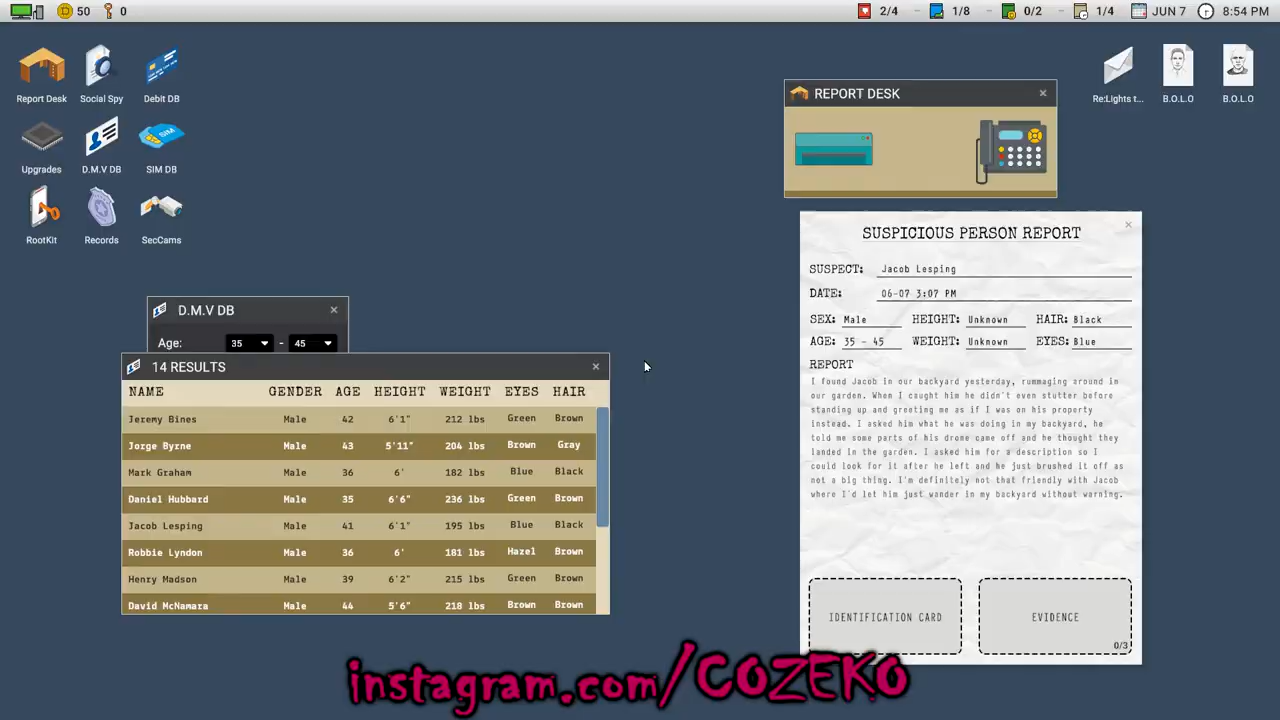 50 0 2/4 - 1/8 - 0/2 - 1/4 JUN 7 8:54 PM
Report Desk Social Spy Debit DB
Upgrades D.M.V DB SIM DB
RootKit Records SecCams
Re:Lights t... B.O.L.O B.O.L.O
REPORT DESK
D.M.V DB
Age: 35 - 45
14 RESULTS
NAME GENDER AGE HEIGHT WEIGHT EYES HAIR
Jeremy Bines Male 42 6'1" 212 lbs Green Brown
Jorge Byrne Male 43 5'11" 204 lbs Brown Gray
Mark Graham Male 36 6' 182 lbs Blue Black
Daniel Hubbard Male 35 6'6" 236 lbs Green Brown
Jacob Lesping Male 41 6'1" 195 lbs Blue Black
Robbie Lyndon Male 36 6' 181 lbs Hazel Brown
Henry Madson Male 39 6'2" 215 lbs Green Brown
David McNamara Male 44 5'6" 218 lbs Brown Brown
SUSPICIOUS PERSON REPORT
SUSPECT: Jacob Lesping
DATE: 06-07 3:07 PM
SEX: Male HEIGHT: Unknown HAIR: Black
AGE: 35 - 45 WEIGHT: Unknown EYES: Blue
REPORT
I found Jacob in our backyard yesterday, rummaging around in
our garden. When I caught him he didn't even stutter before
standing up and greeting me as if I was on his property
instead. I asked him what he was doing in my backyard, he
told me some parts of his drone came off and he thought they
landed in the garden. I asked him for a description so I
could look for it after he left and he just brushed it off as
not a big thing. I'm definitely not that friendly with Jacob
where I'd let him just wander in my backyard without warning.
IDENTIFICATION CARD
EVIDENCE
0/3
instagram.com/COZEKO